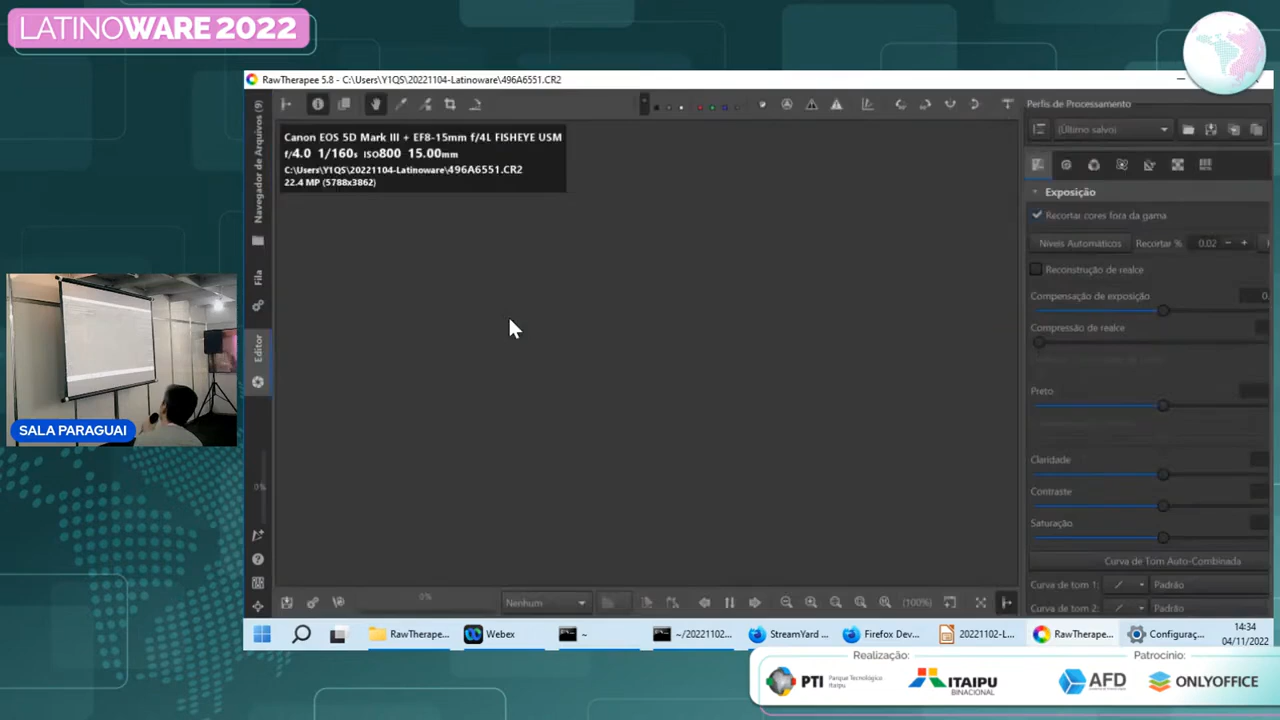 LATINOWARE 2022
RawTherapee 5.8 - C:\Users\Y1QS\20221104-Latinoware\496A6551.CR2
Navegador de Arquivos (9)
Fila
Editor
0%
Canon EOS 5D Mark III + EF8-15mm f/4L FISHEYE USM
f/4.0 1/160s ISO800 15.00mm
C:\Users\Y1QS\20221104-Latinoware\496A6551.CR2
22.4 MP (5788x3862)
Perfis de Processamento
(Último salvo)
Exposição
Recortar cores fora da gama
Níveis Automáticos Recortar % 0.02 − +
Reconstrução de realce
Compensação de exposição 0.
Compressão de realce
Preto
Claridade
Contraste
Saturação
Curva de Tom Auto-Combinada
Curva de tom 1: Padrão
Curva de tom 2: Padrão
0% Nenhum (100%)
SALA PARAGUAI
RawTherape... Webex ~ ~/20221102... StreamYard ... Firefox Dev... 20221102-L... RawTherape... Configuraç...
14:34
04/11/2022
Realização: Patrocínio:
PTI Parque Tecnológico Itaipu
ITAIPU BINACIONAL
AFD
ONLYOFFICE